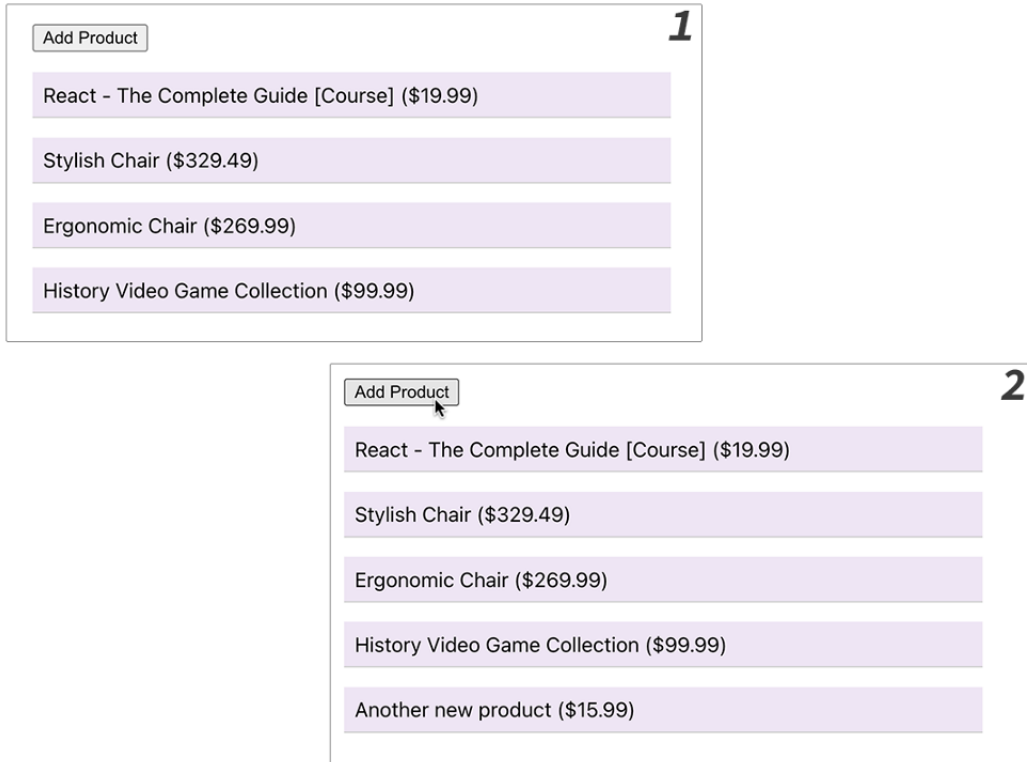 1
Add Product
React - The Complete Guide [Course] ($19.99)
Stylish Chair ($329.49)
Ergonomic Chair ($269.99)
History Video Game Collection ($99.99)
2
Add Product
React - The Complete Guide [Course] ($19.99)
Stylish Chair ($329.49)
Ergonomic Chair ($269.99)
History Video Game Collection ($99.99)
Another new product ($15.99)